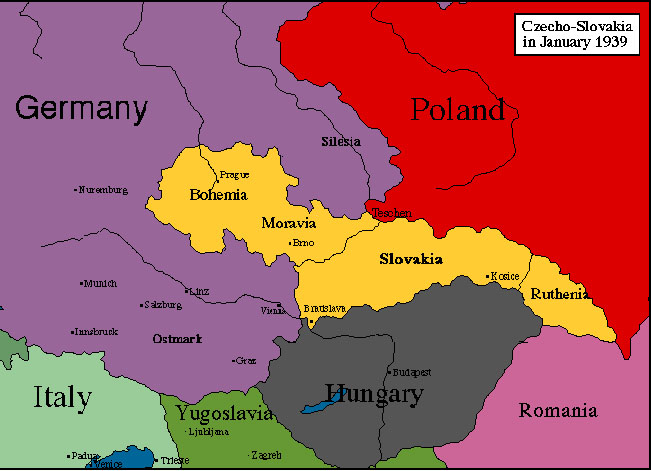 Czecho-Slovakia
in January 1939
Germany
Poland
Silesia
Prague
Nuremburg
Bohemia
Teschen
Moravia
Brno
Slovakia
Kosice
Munich
Linz
Ruthenia
Salzburg
Vienna
Bratislava
Innsbruck
Ostmark
Graz
Budapest
Italy
Hungary
Yugoslavia
Romania
Ljubljana
Padua
Venice
Trieste
Zagreb